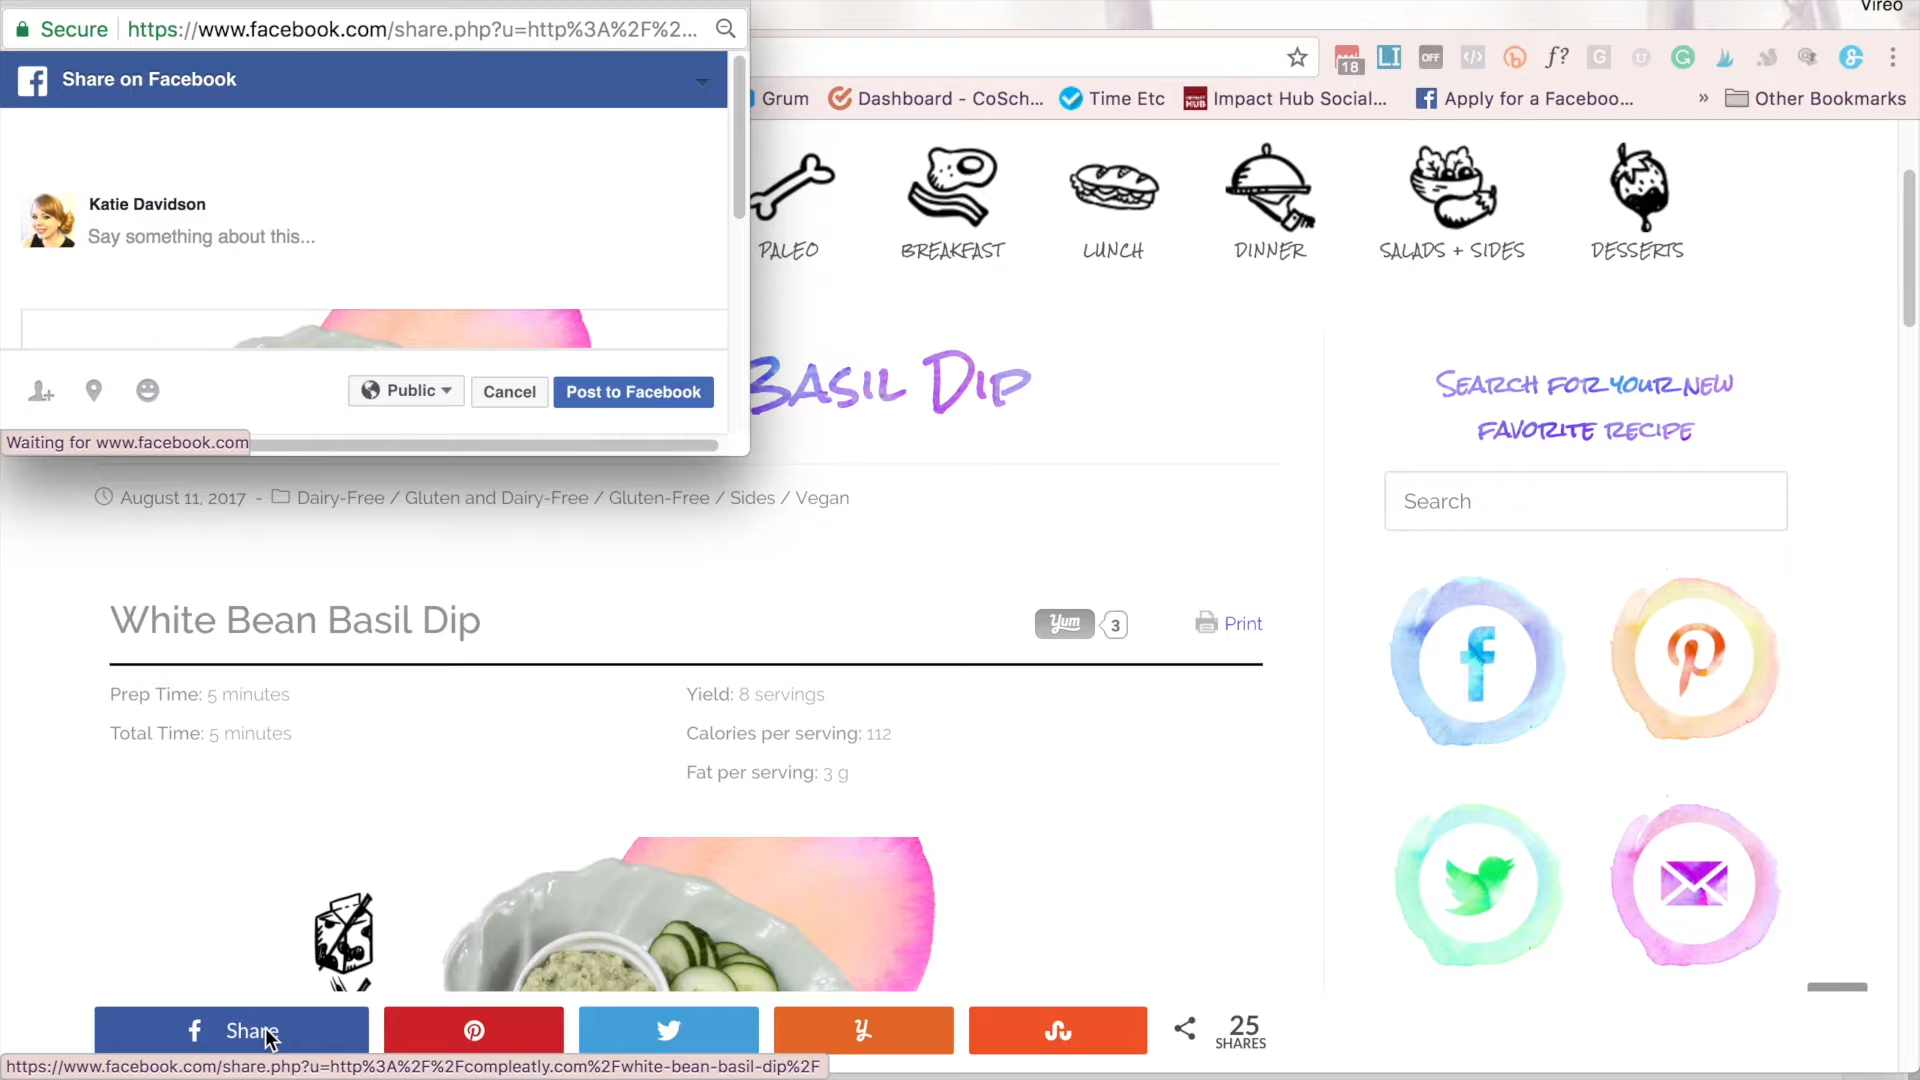 Vireo
Secure https://www.facebook.com/share.php?u=http%3A%2F%2...
Share on Facebook
18 LI OFF </> f? G
Grum Dashboard - CoSch... Time Etc Impact Hub Social... Apply for a Faceboo... » Other Bookmarks
Katie Davidson
Say something about this...
PALEO BREAKFAST LUNCH DINNER SALADS + SIDES DESSERTS
Public Cancel Post to Facebook
Waiting for www.facebook.com
Basil Dip
Search for your new
favorite recipe
August 11, 2017 - Dairy-Free / Gluten and Dairy-Free / Gluten-Free / Sides / Vegan
Search
White Bean Basil Dip
Yum 3 Print
Prep Time: 5 minutes
Yield: 8 servings
Total Time: 5 minutes
Calories per serving: 112
Fat per serving: 3 g
Share
25
SHARES
https://www.facebook.com/share.php?u=http%3A%2F%2Fcompleatly.com%2Fwhite-bean-basil-dip%2F